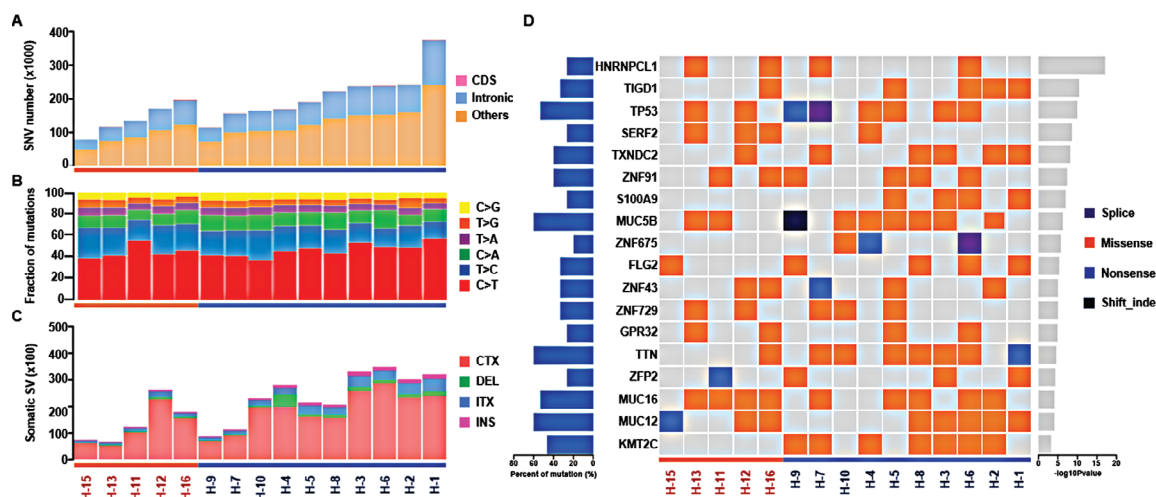 A
SNV number (x1000)
400
300
200
100
0
CDS
Intronic
Others
B
Fraction of mutations
100
80
60
40
20
0
C>G
T>G
T>A
C>A
T>C
C>T
C
Somatic SV (x100)
500
400
300
200
100
0
CTX
DEL
ITX
INS
H-15 H-13 H-11 H-12 H-16 H-9 H-7 H-10 H-4 H-5 H-8 H-3 H-6 H-2 H-1
D
HNRNPCL1
TIGD1
TP53
SERF2
TXNDC2
ZNF91
S100A9
MUC5B
ZNF675
FLG2
ZNF43
ZNF729
GPR32
TTN
ZFP2
MUC16
MUC12
KMT2C
Splice
Missense
Nonsense
Shift_inde
80 60 40 20 0
Percent of mutation (%)
H-15 H-13 H-11 H-12 H-16 H-9 H-7 H-10 H-4 H-5 H-8 H-3 H-6 H-2 H-1
0 5 10 15 20
-log10Pvalue